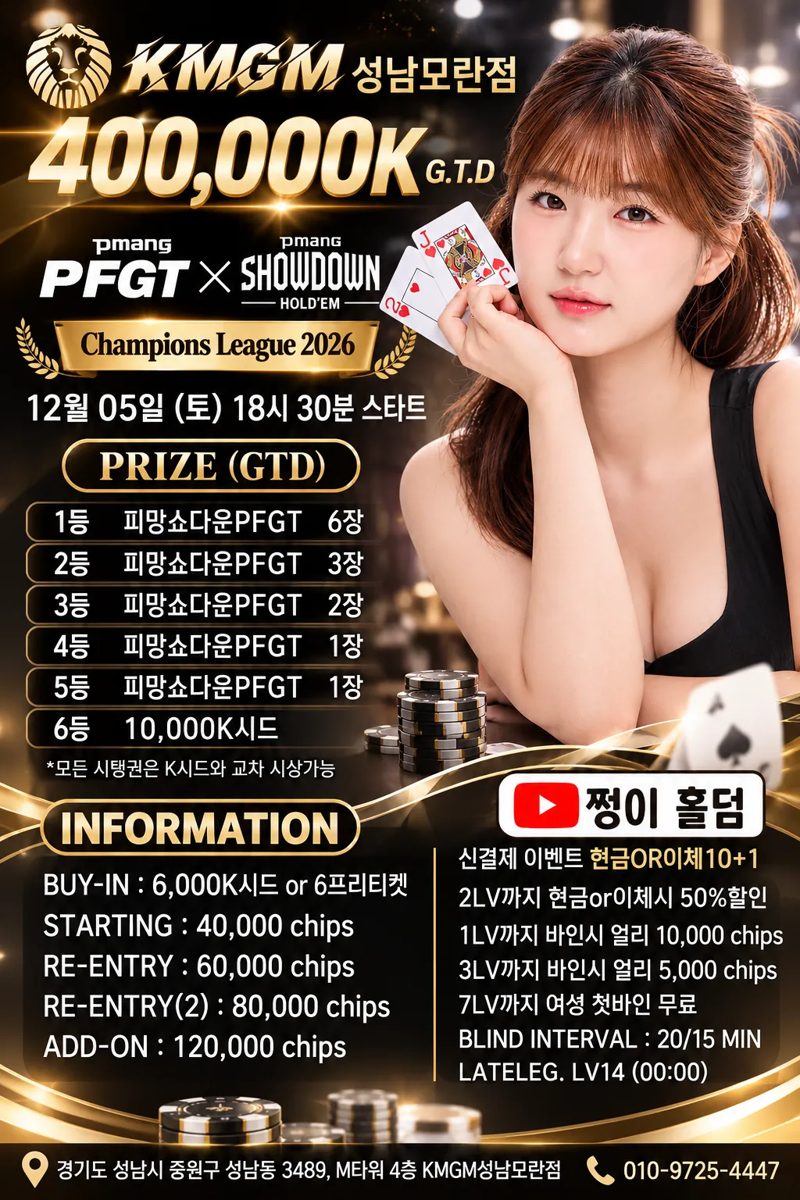 KMGM 성남모란점
400,000K G.T.D
pmang PFGT × pmang SHOWDOWN HOLD'EM
Champions League 2026
12월 05일 (토) 18시 30분 스타트
PRIZE (GTD)
1등 피망쇼다운PFGT 6장
2등 피망쇼다운PFGT 3장
3등 피망쇼다운PFGT 2장
4등 피망쇼다운PFGT 1장
5등 피망쇼다운PFGT 1장
6등 10,000K시드
*모든 시탱권은 K시드와 교차 시상가능
INFORMATION
BUY-IN : 6,000K시드 or 6프리티켓
STARTING : 40,000 chips
RE-ENTRY : 60,000 chips
RE-ENTRY(2) : 80,000 chips
ADD-ON : 120,000 chips
쩡이 홀덤
신결제 이벤트 현금OR이체10+1
2LV까지 현금or이체시 50%할인
1LV까지 바인시 얼리 10,000 chips
3LV까지 바인시 얼리 5,000 chips
7LV까지 여성 첫바인 무료
BLIND INTERVAL : 20/15 MIN
LATELEG. LV14 (00:00)
경기도 성남시 중원구 성남동 3489, M타워 4층 KMGM성남모란점
010-9725-4447
J
J
2
A